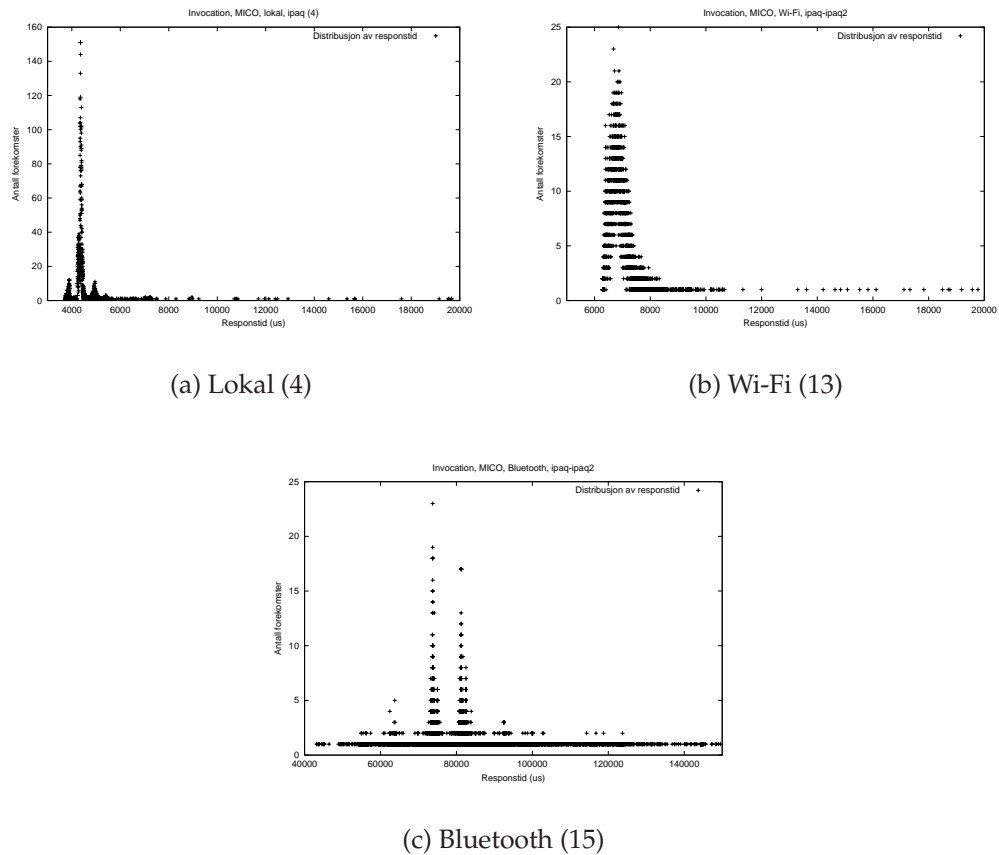 Invocation, MICO, lokal, ipaq (4)
Distribusjon av responstid
Antall forekomster
160
140
120
100
80
60
40
20
0
4000 6000 8000 10000 12000 14000 16000 18000 20000
Responstid (us)
(a) Lokal (4)
Invocation, MICO, Wi-Fi, ipaq-ipaq2
Distribusjon av responstid
Antall forekomster
25
20
15
10
5
0
6000 8000 10000 12000 14000 16000 18000 20000
Responstid (us)
(b) Wi-Fi (13)
Invocation, MICO, Bluetooth, ipaq-ipaq2
Distribusjon av responstid
Antall forekomster
25
20
15
10
5
0
40000 60000 80000 100000 120000 140000
Responstid (us)
(c) Bluetooth (15)